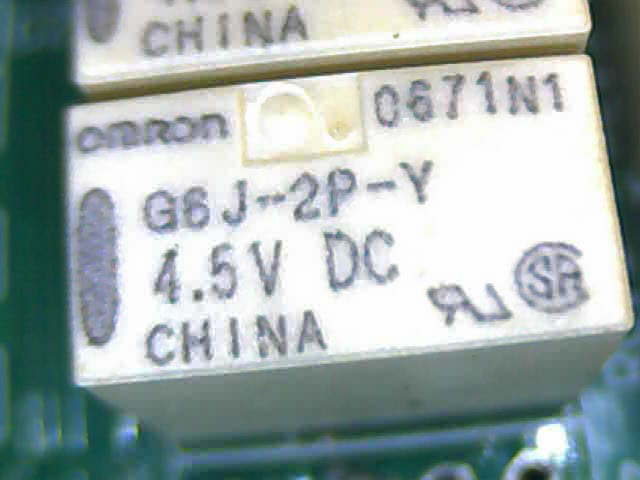 CHINA
omron 0671N1
G6J-2P-Y
4.5V DC
CHINA